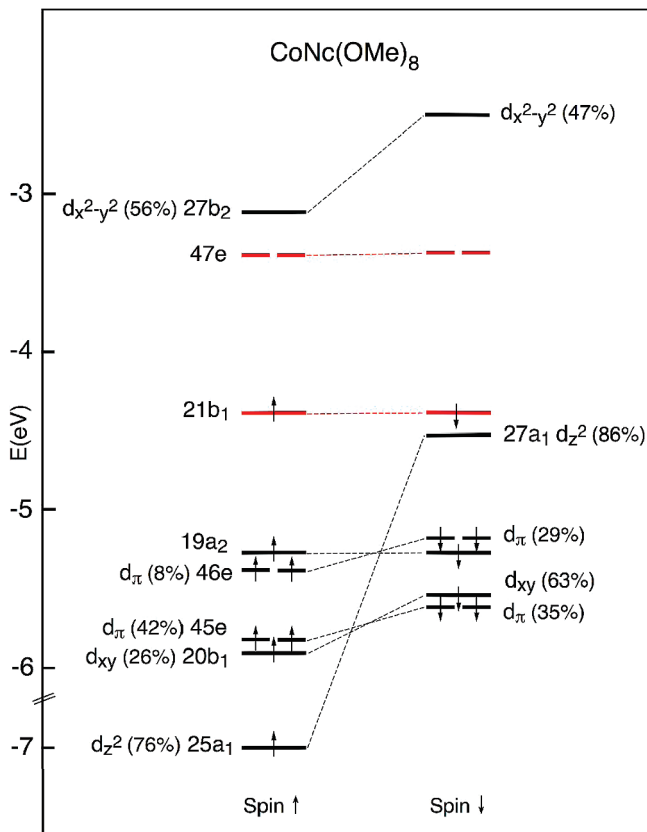 CoNc(OMe)₈
E(eV)
-3
-4
-5
-6
-7
dx²-y² (47%)
dx²-y² (56%) 27b₂
47e
21b₁
27a₁ dz² (86%)
19a₂
dπ (29%)
dπ (8%) 46e
dxy (63%)
dπ (42%) 45e
dπ (35%)
dxy (26%) 20b₁
dz² (76%) 25a₁
Spin ↑
Spin ↓